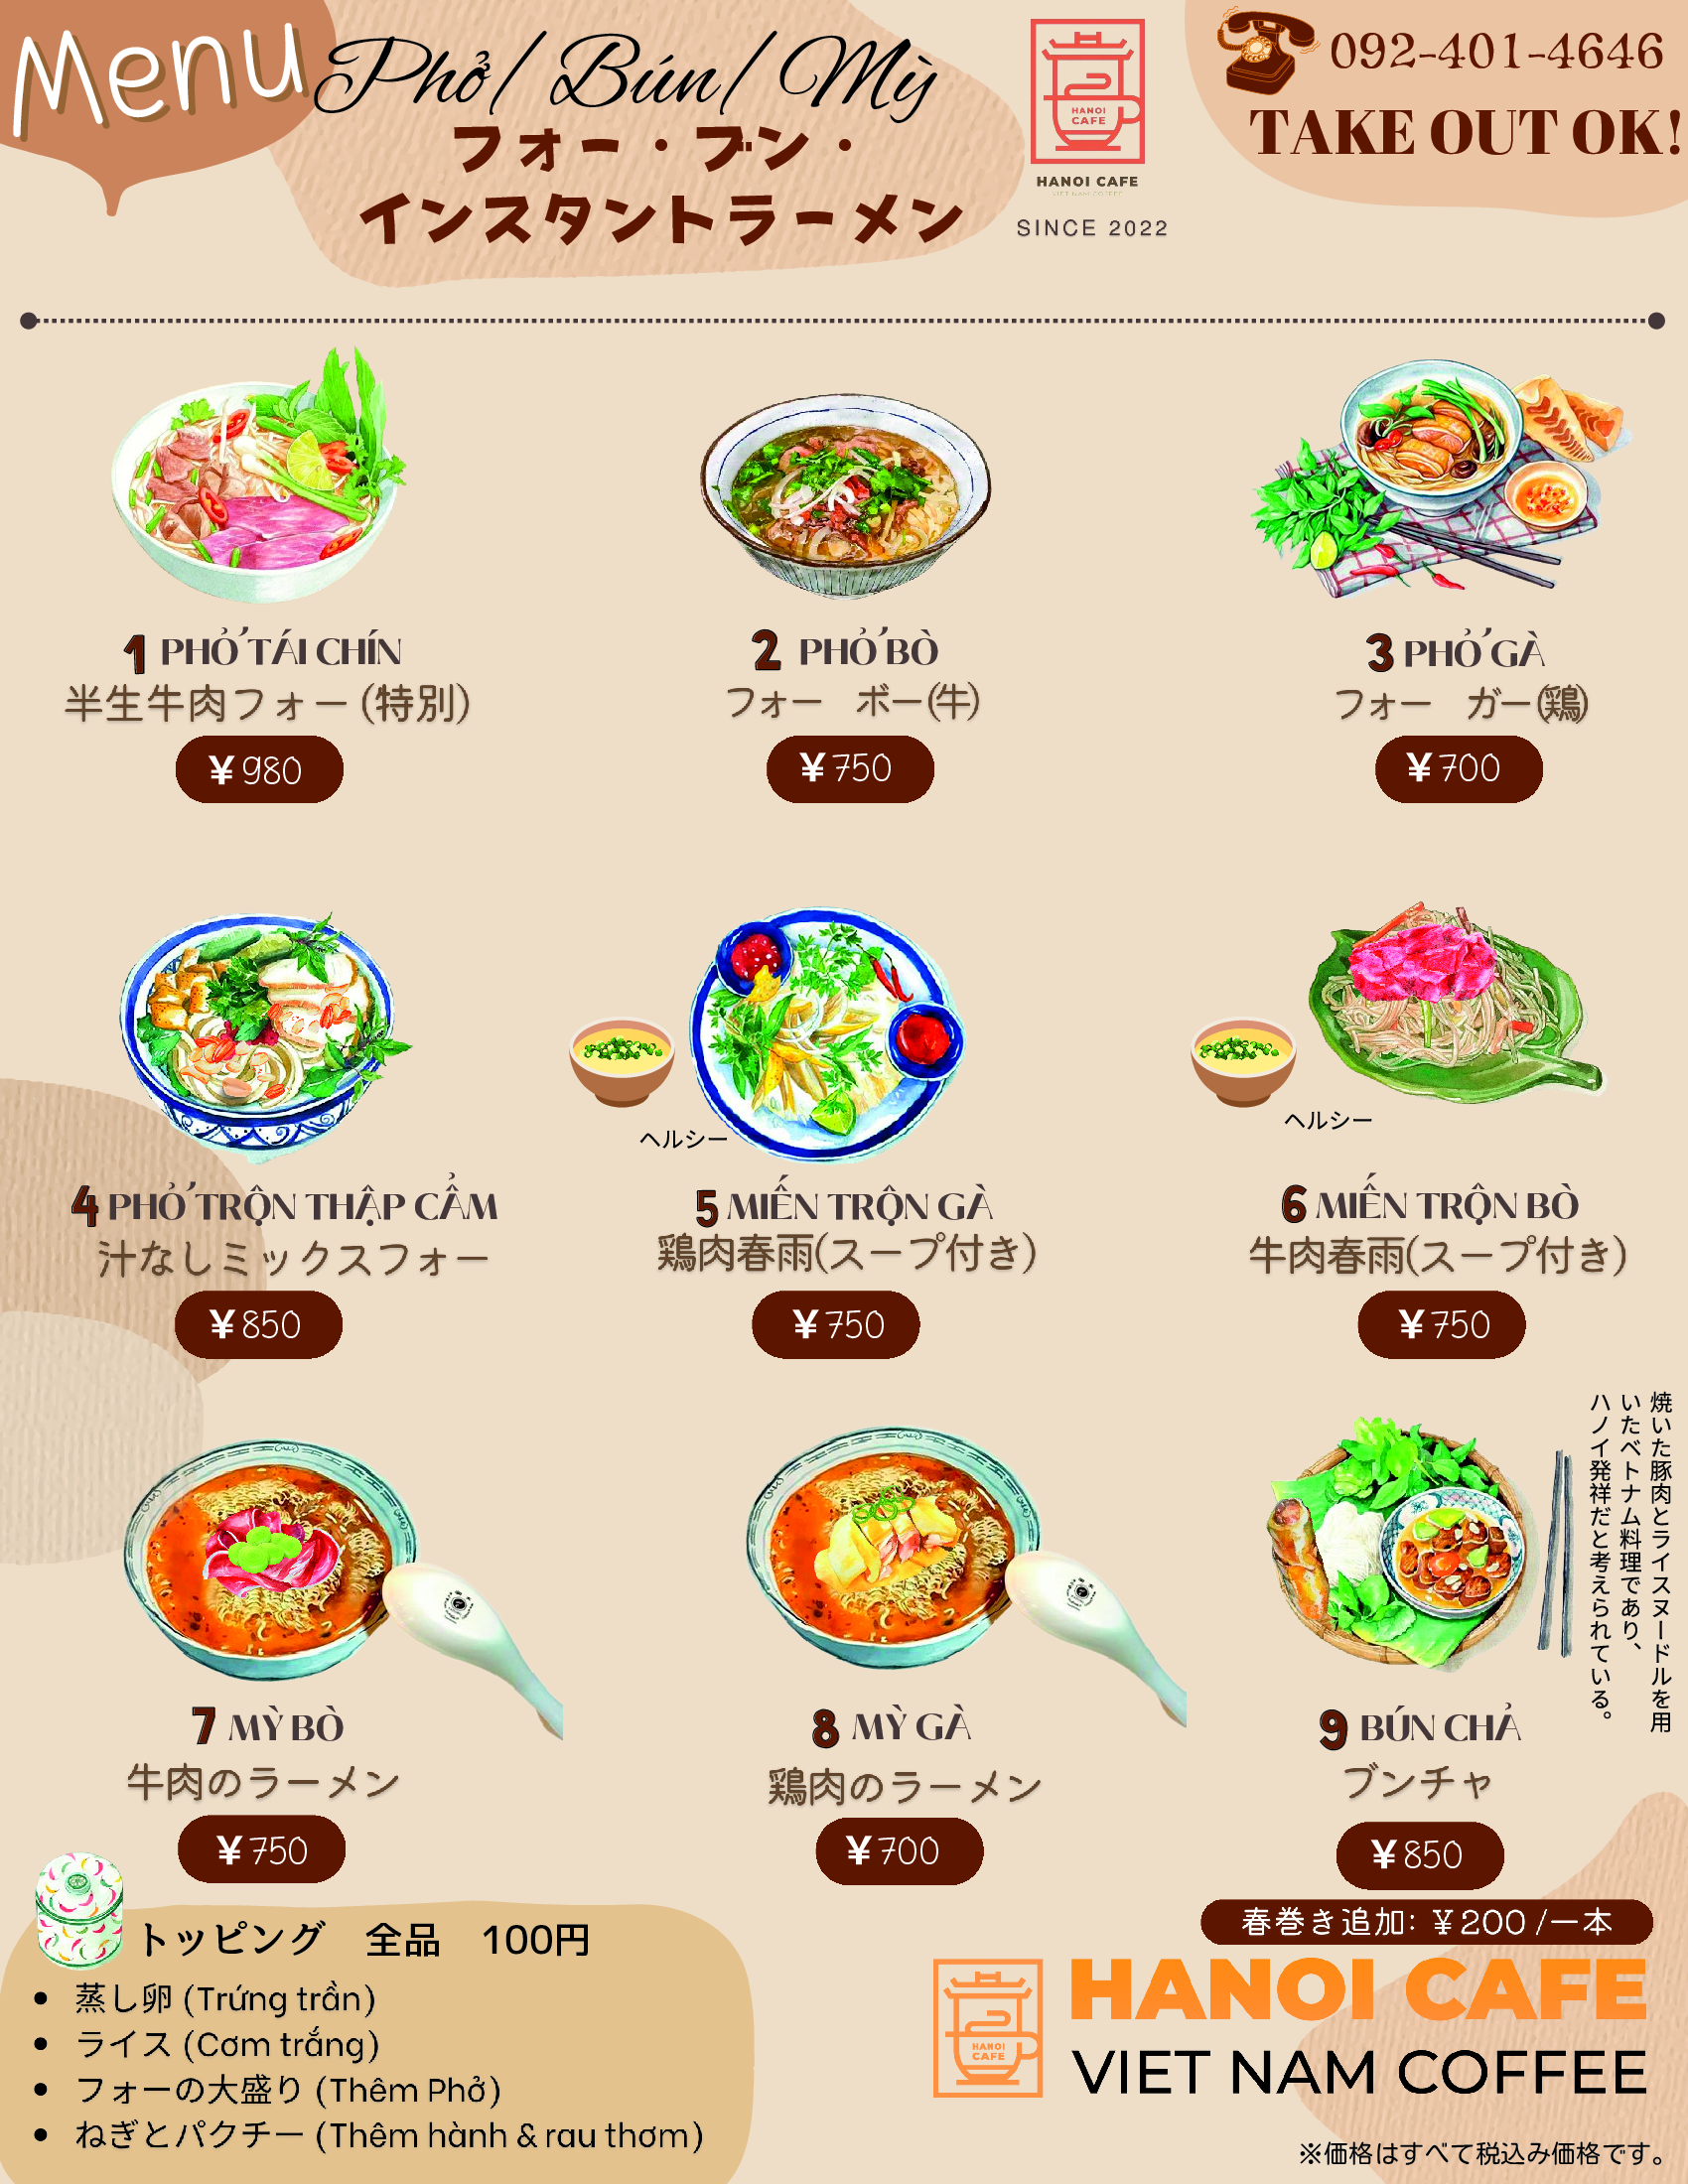 Menu
Phở/ Bún/ Mỳ
フォー・ブン・
インスタントラーメン
HANOI
CAFE
HANOI CAFE
VIET NAM COFFEE
SINCE 2022
092-401-4646
TAKE OUT OK!
1 PHỞ TÁI CHÍN
半生牛肉フォー(特別)
¥980
2 PHỞ BÒ
フォー ボー(牛)
¥750
3 PHỞ GÀ
フォー ガー(鶏)
¥700
4 PHỞ TRỘN THẬP CẨM
汁なしミックスフォー
¥850
ヘルシー
5 MIẾN TRỘN GÀ
鶏肉春雨(スープ付き)
¥750
ヘルシー
6 MIẾN TRỘN BÒ
牛肉春雨(スープ付き)
¥750
7 MỲ BÒ
牛肉のラーメン
¥750
8 MỲ GÀ
鶏肉のラーメン
¥700
焼いた豚肉とライスヌードルを用
いたベトナム料理であり、
ハノイ発祥だと考えられている。
9 BÚN CHẢ
ブンチャ
¥850
春巻き追加: ¥200 /一本
トッピング 全品 100円
• 蒸し卵 (Trứng trần)
• ライス (Cơm trắng)
• フォーの大盛り (Thêm Phở)
• ねぎとパクチー (Thêm hành & rau thơm)
HANOI
CAFE
HANOI CAFE
VIET NAM COFFEE
※価格はすべて税込み価格です。